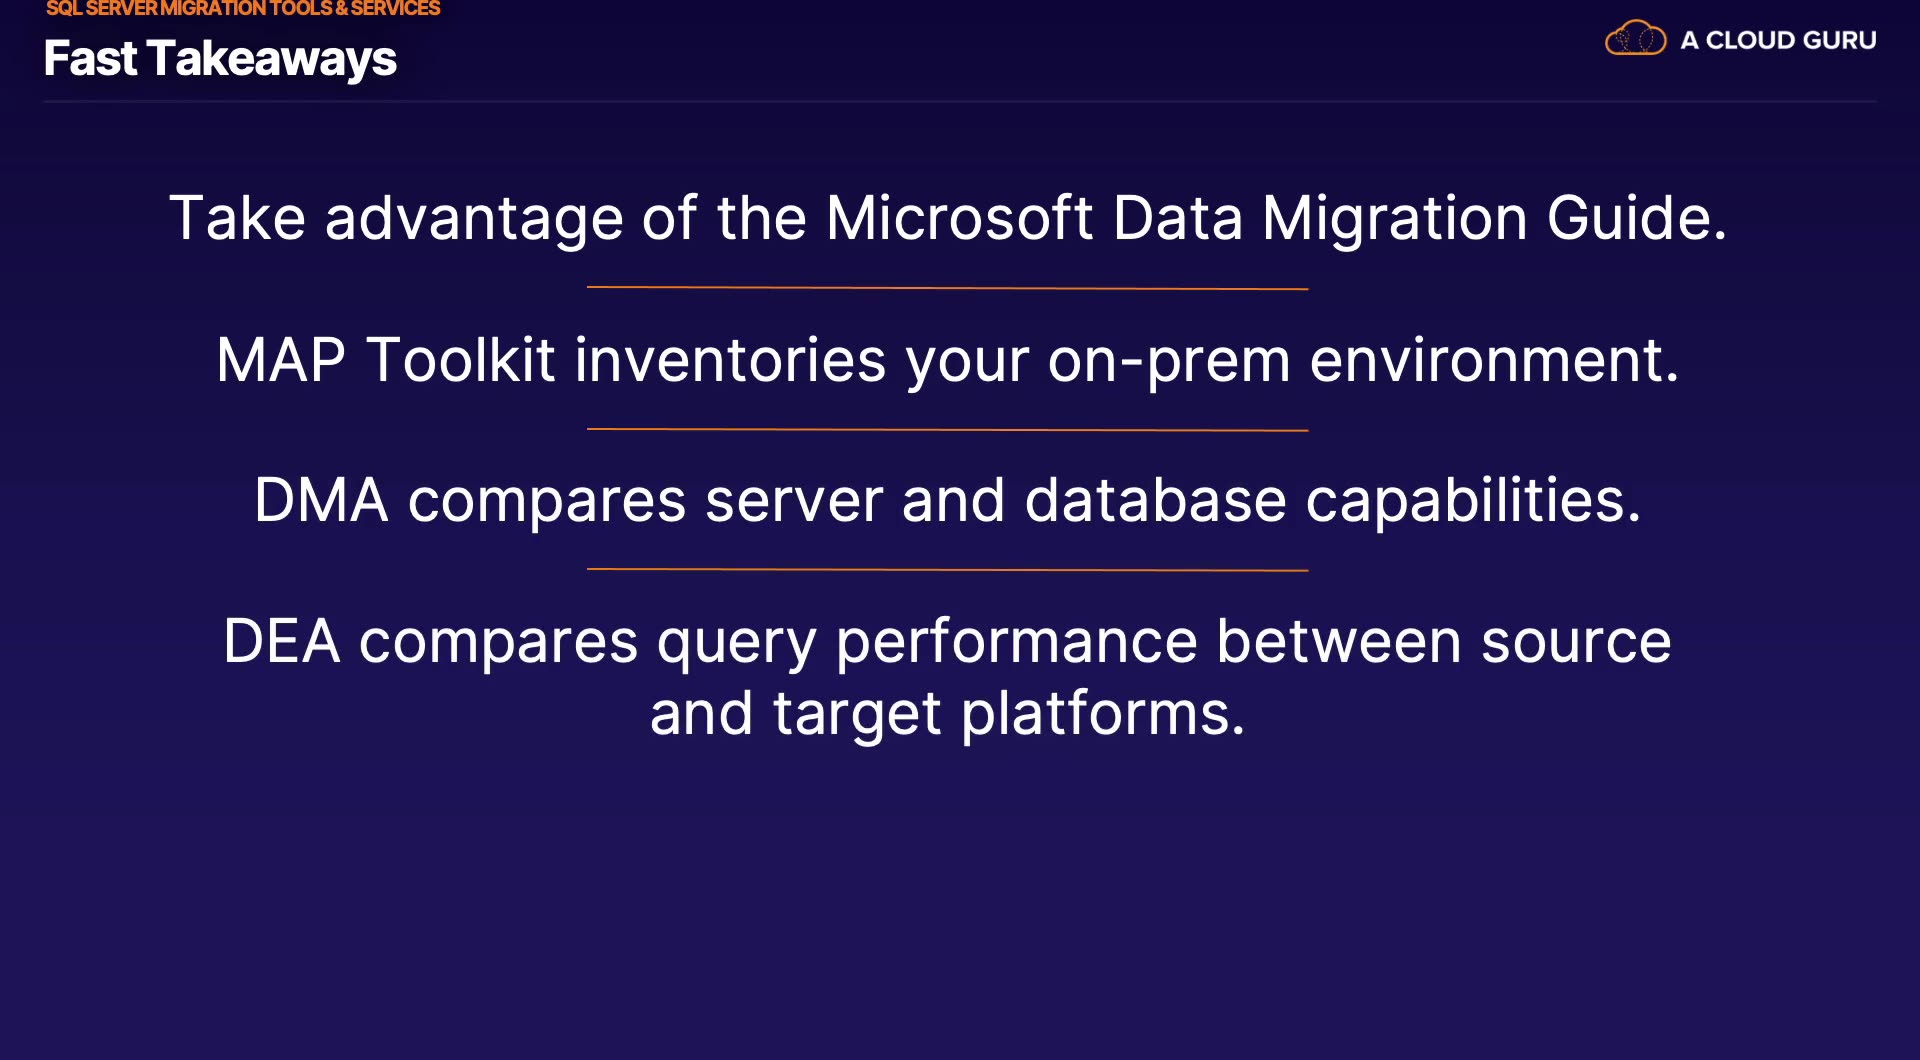 SQL SERVER MIGRATION TOOLS & SERVICES
Fast Takeaways
A CLOUD GURU
Take advantage of the Microsoft Data Migration Guide.
MAP Toolkit inventories your on-prem environment.
DMA compares server and database capabilities.
DEA compares query performance between source
and target platforms.